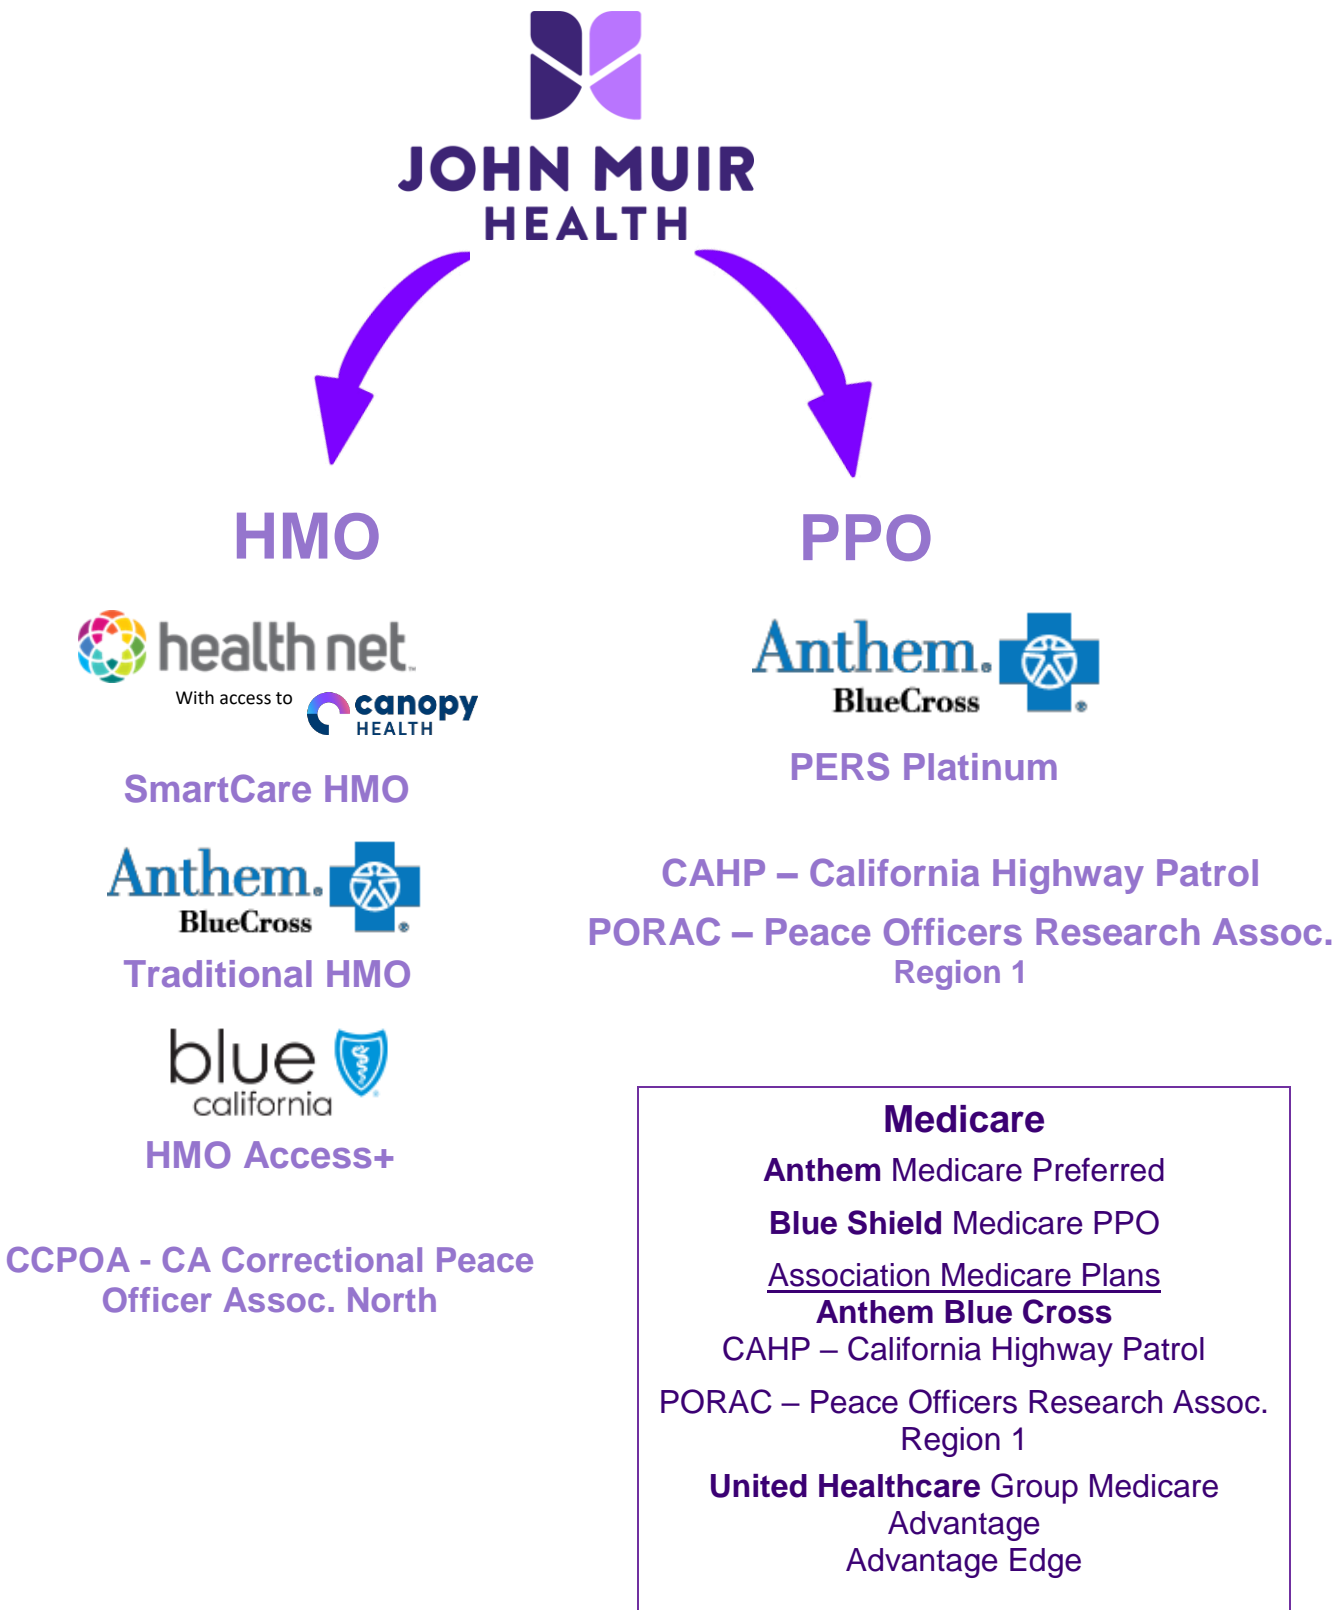 JOHN MUIR
HEALTH
HMO
health net™
With access to
canopy
HEALTH
SmartCare HMO
Anthem®
BlueCross
®
Traditional HMO
blue
california
®
HMO Access+
CCPOA - CA Correctional Peace
Officer Assoc. North
PPO
Anthem®
BlueCross
®
PERS Platinum
CAHP – California Highway Patrol
PORAC – Peace Officers Research Assoc.
Region 1
Medicare
Anthem Medicare Preferred
Blue Shield Medicare PPO
Association Medicare Plans
Anthem Blue Cross
CAHP – California Highway Patrol
PORAC – Peace Officers Research Assoc.
Region 1
United Healthcare Group Medicare
Advantage
Advantage Edge